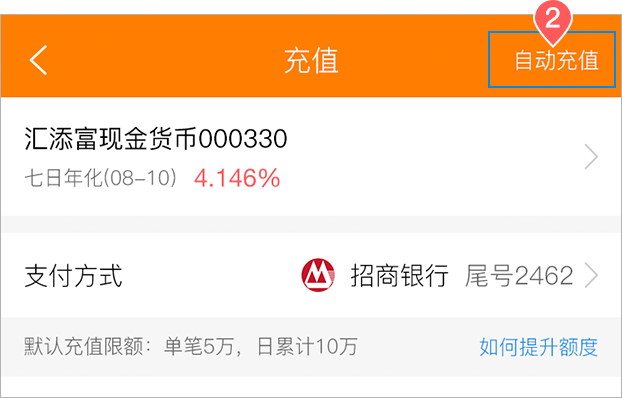 2
充值
自动充值
汇添富现金货币000330
七日年化(08-10) 4.146%
支付方式 招商银行 尾号2462
默认充值限额：单笔5万，日累计10万 如何提升额度